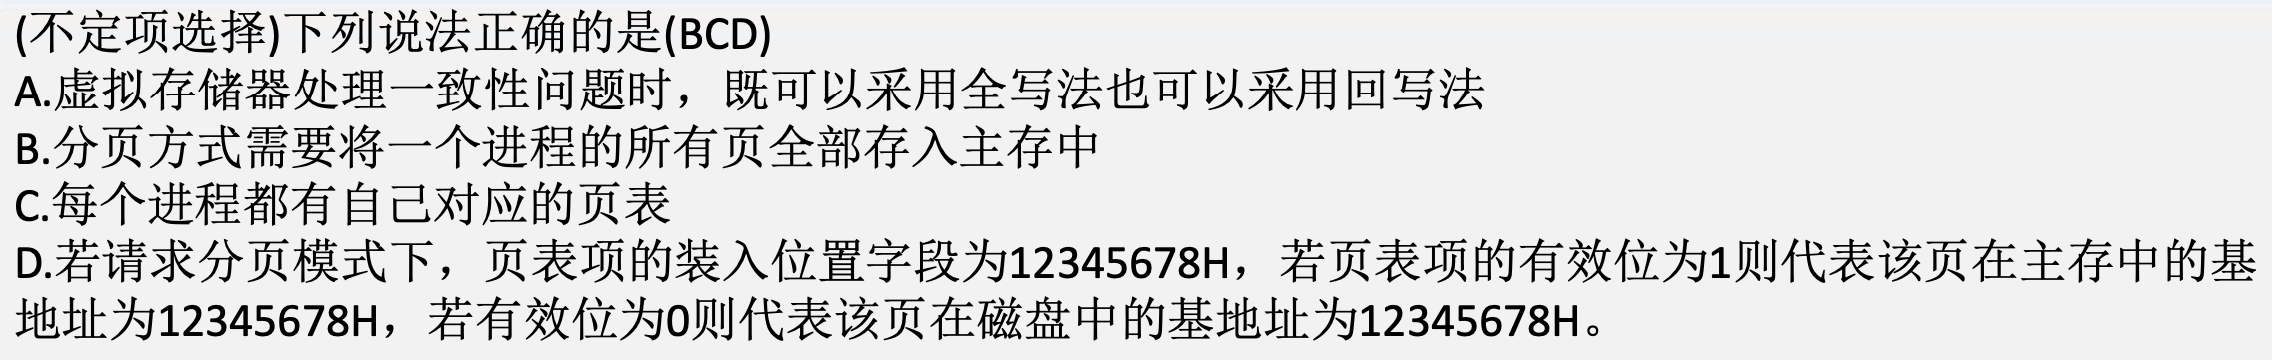 (不定项选择)下列说法正确的是(BCD)
A.虚拟存储器处理一致性问题时，既可以采用全写法也可以采用回写法
B.分页方式需要将一个进程的所有页全部存入主存中
C.每个进程都有自己对应的页表
D.若请求分页模式下，页表项的装入位置字段为12345678H，若页表项的有效位为1则代表该页在主存中的基
地址为12345678H，若有效位为0则代表该页在磁盘中的基地址为12345678H。